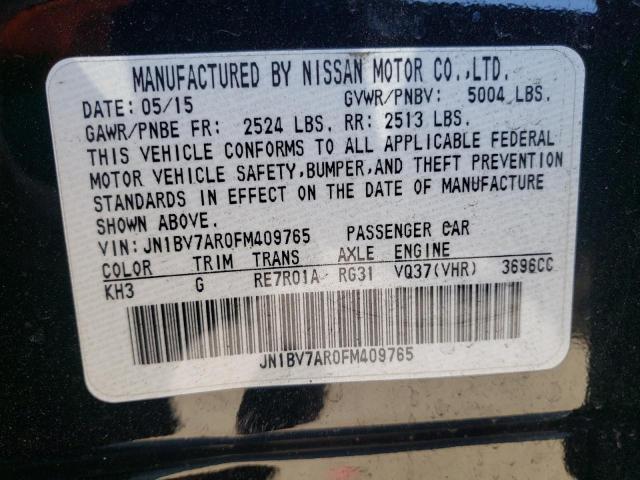 MANUFACTURED BY NISSAN MOTOR CO.,LTD.
DATE: 05/15 GVWR/PNBV: 5004 LBS.
GAWR/PNBE FR: 2524 LBS. RR: 2513 LBS.
THIS VEHICLE CONFORMS TO ALL APPLICABLE FEDERAL
MOTOR VEHICLE SAFETY,BUMPER,AND THEFT PREVENTION
STANDARDS IN EFFECT ON THE DATE OF MANUFACTURE
SHOWN ABOVE.
VIN: JN1BV7AR0FM409765 PASSENGER CAR
COLOR TRIM TRANS AXLE ENGINE
KH3 G RE7R01A RG31 VQ37(VHR) 3696CC
JN1BV7AR0FM409765